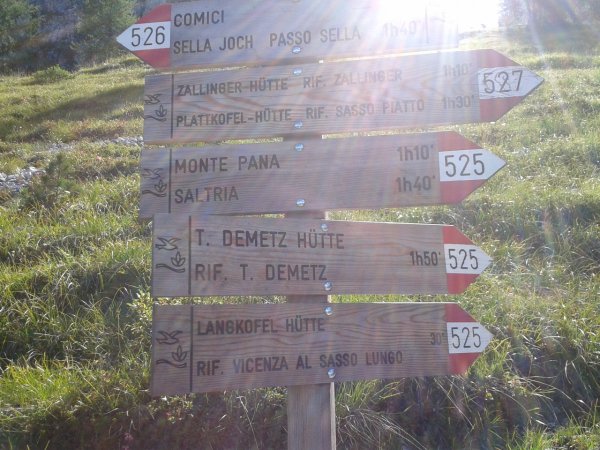 COMICI
526
SELLA JOCH PASSO SELLA 1h40'
ZALLINGER-HÜTTE RIF. ZALLINGER 1h10'
527
PLATTKOFEL-HÜTTE RIF. SASSO PIATTO 1h30'
MONTE PANA 1h10'
525
SALTRIA 1h40'
T. DEMETZ HÜTTE
1h50' 525
RIF. T. DEMETZ
LANGKOFEL HÜTTE
30' 525
RIF. VICENZA AL SASSO LUNGO